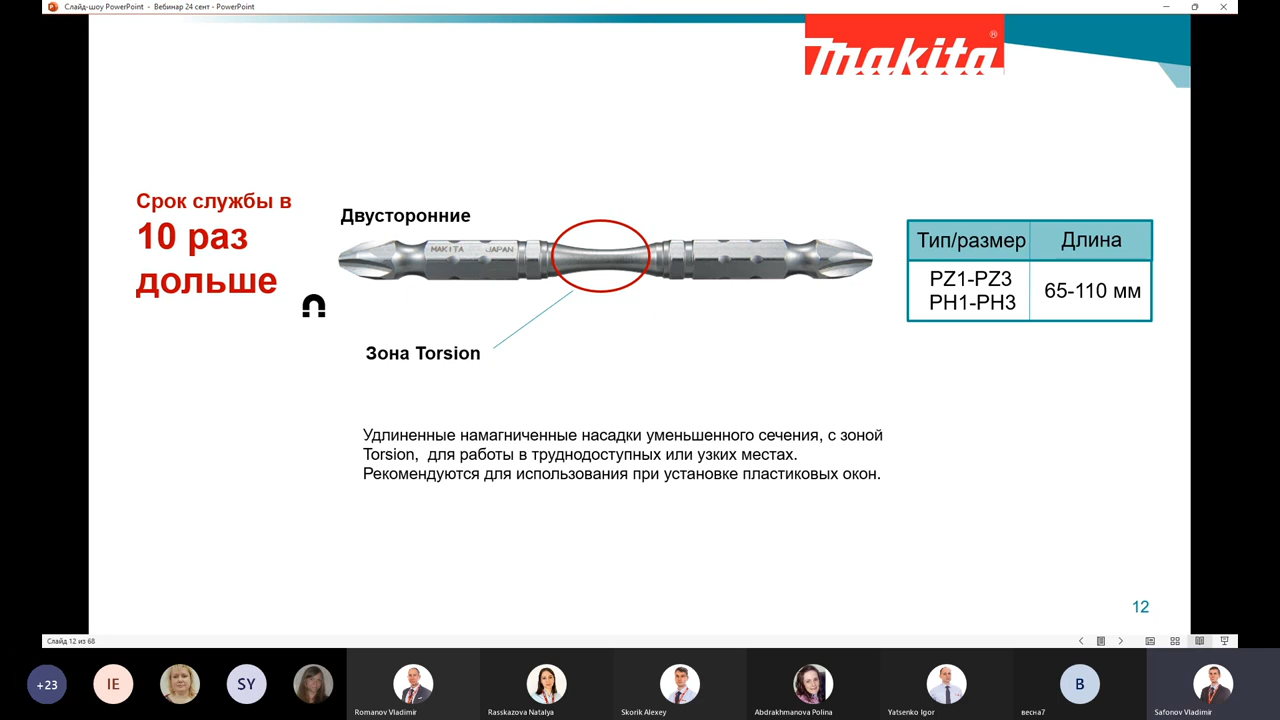 Слайд-шоу PowerPoint - Вебинар 24 сент - PowerPoint
makita®
Срок службы в
10 раз
дольше
Двусторонние
MAKITA JAPAN
Зона Torsion
Тип/размер Длина
PZ1-PZ3
PH1-PH3
65-110 мм
Удлиненные намагниченные насадки уменьшенного сечения, с зоной
Torsion, для работы в труднодоступных или узких местах.
Рекомендуются для использования при установке пластиковых окон.
12
Слайд 12 из 68
+23
IE
SY
B
Romanov Vladimir
Rasskazova Natalya
Skorik Alexey
Abdrakhmanova Polina
Yatsenko Igor
весна7
Safonov Vladimir